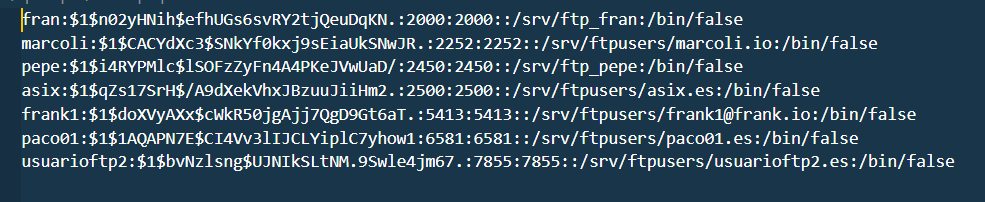 fran:$1$n02yHNih$efhUGs6svRY2tjQeuDqKN.:2000:2000::/srv/ftp_fran:/bin/false
marcoli:$1$CACYdXc3$SNkYf0kxj9sEiaUkSNwJR.:2252:2252::/srv/ftpusers/marcoli.io:/bin/false
pepe:$1$i4RYPMlc$lSOFzZyFn4A4PKeJVwUaD/:2450:2450::/srv/ftp_pepe:/bin/false
asix:$1$qZs17SrH$/A9dXekVhxJBzuuJiiHm2.:2500:2500::/srv/ftpusers/asix.es:/bin/false
frank1:$1$doXVyAXx$cWkR50jgAjj7QgD9Gt6aT.:5413:5413::/srv/ftpusers/frank1@frank.io:/bin/false
paco01:$1$1AQAPN7E$CI4Vv3lIJCLYiplC7yhow1:6581:6581::/srv/ftpusers/paco01.es:/bin/false
usuarioftp2:$1$bvNzlsng$UJNIkSLtNM.9Swle4jm67.:7855:7855::/srv/ftpusers/usuarioftp2.es:/bin/false